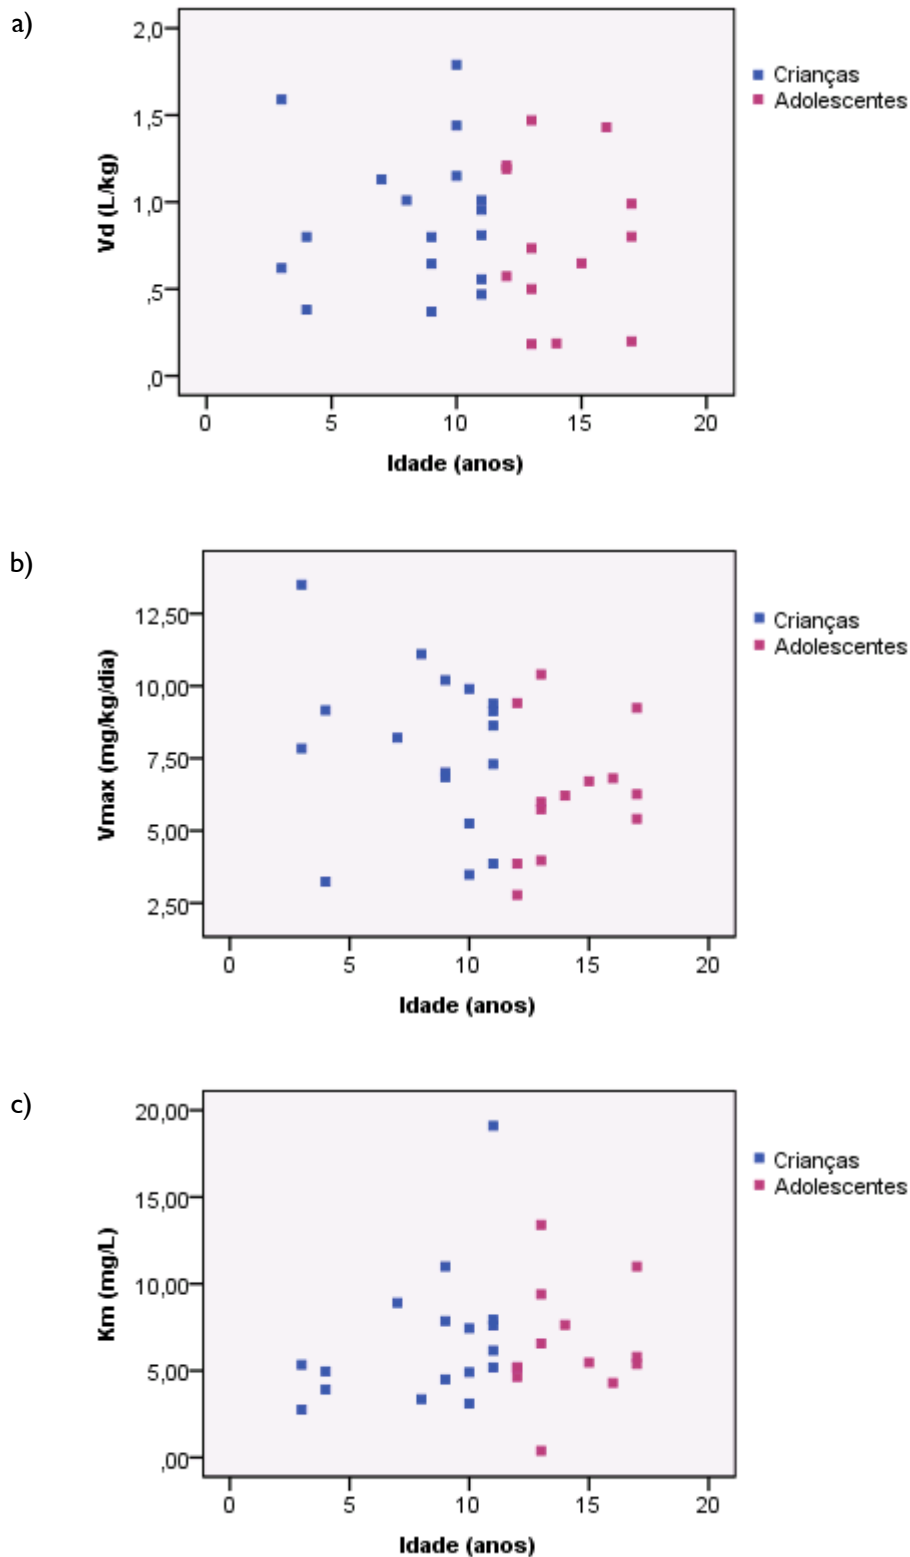 a)
2,0
1,5
1,0
,5
,0
Vd (L/kg)
0 5 10 15 20
Idade (anos)
Crianças
Adolescentes
b)
12,50
10,00
7,50
5,00
2,50
Vmax (mg/kg/dia)
0 5 10 15 20
Idade (anos)
Crianças
Adolescentes
c)
20,00
15,00
10,00
5,00
,00
Km (mg/L)
0 5 10 15 20
Idade (anos)
Crianças
Adolescentes